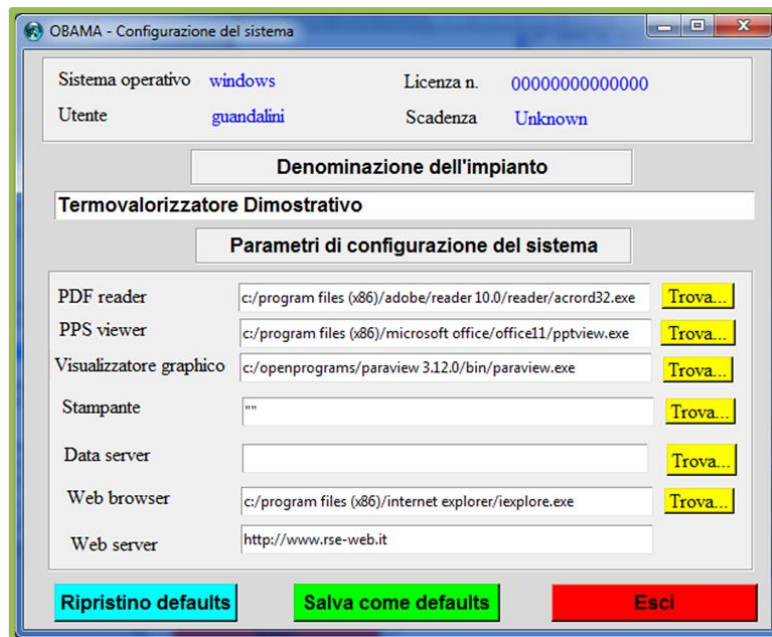 OBAMA - Configurazione del sistema
Sistema operativo windows Licenza n. 00000000000000
Utente guandalini Scadenza Unknown
Denominazione dell'impianto
Termovalorizzatore Dimostrativo
Parametri di configurazione del sistema
PDF reader c:/program files (x86)/adobe/reader 10.0/reader/acrord32.exe Trova...
PPS viewer c:/program files (x86)/microsoft office/office11/pptview.exe Trova...
Visualizzatore graphico c:/openprograms/paraview 3.12.0/bin/paraview.exe Trova...
Stampante "" Trova...
Data server Trova...
Web browser c:/program files (x86)/internet explorer/iexplore.exe Trova...
Web server http://www.rse-web.it
Ripristino defaults Salva come defaults Esci